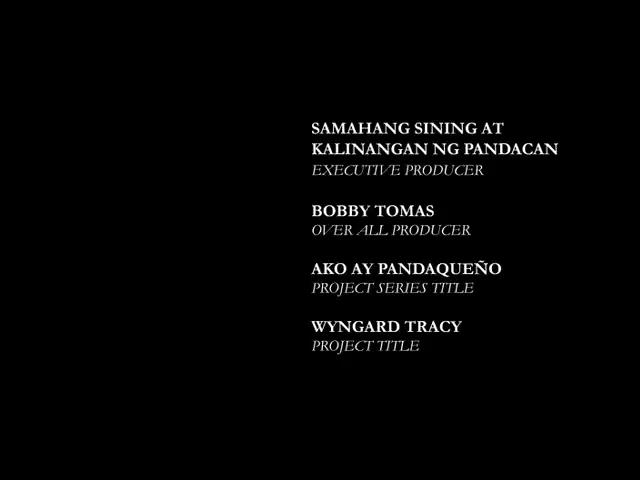 SAMAHANG SINING AT
KALINANGAN NG PANDACAN
EXECUTIVE PRODUCER
BOBBY TOMAS
OVER ALL PRODUCER
AKO AY PANDAQUEÑO
PROJECT SERIES TITLE
WYNGARD TRACY
PROJECT TITLE